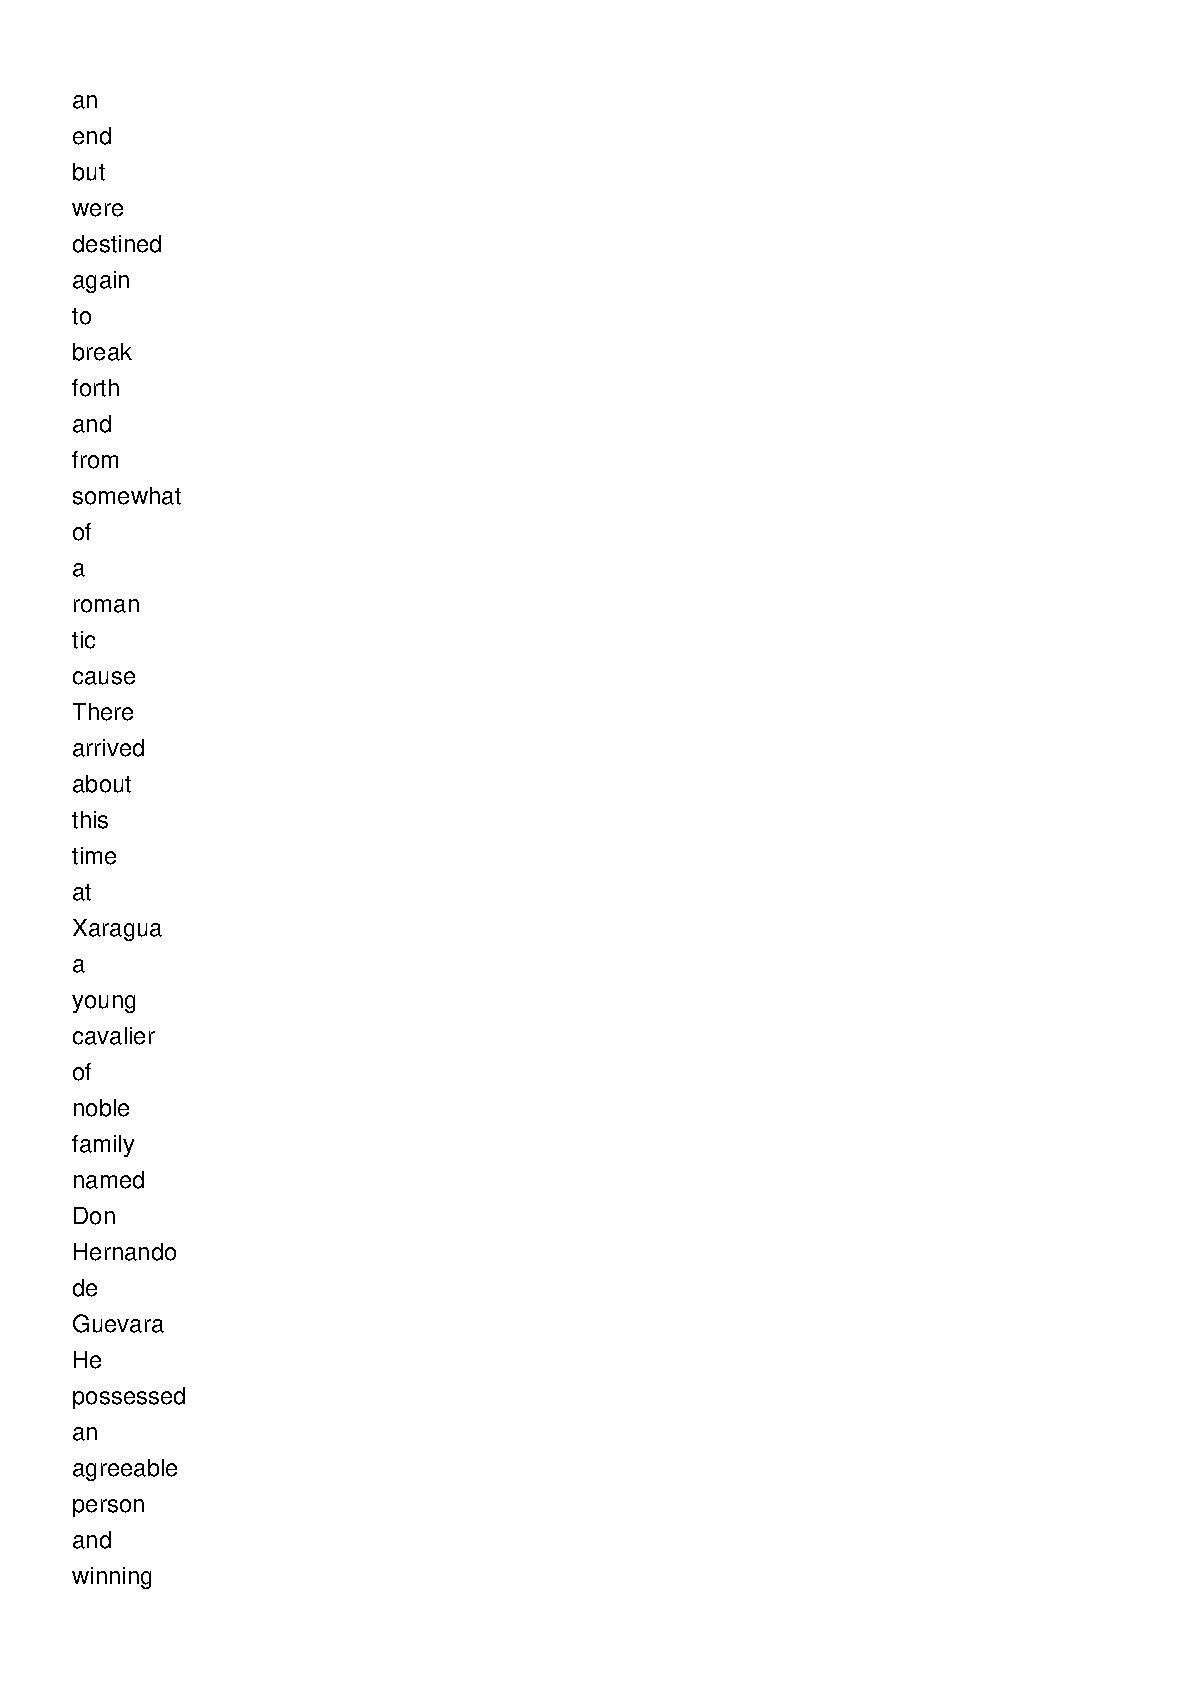 an
end
but
were
destined
again
to
break
forth
and
from
somewhat
of
a
roman
tic
cause
There
arrived
about
this
time
at
Xaragua
a
young
cavalier
of
noble
family
named
Don
Hernando
de
Guevara
He
possessed
an
agreeable
person
and
winning